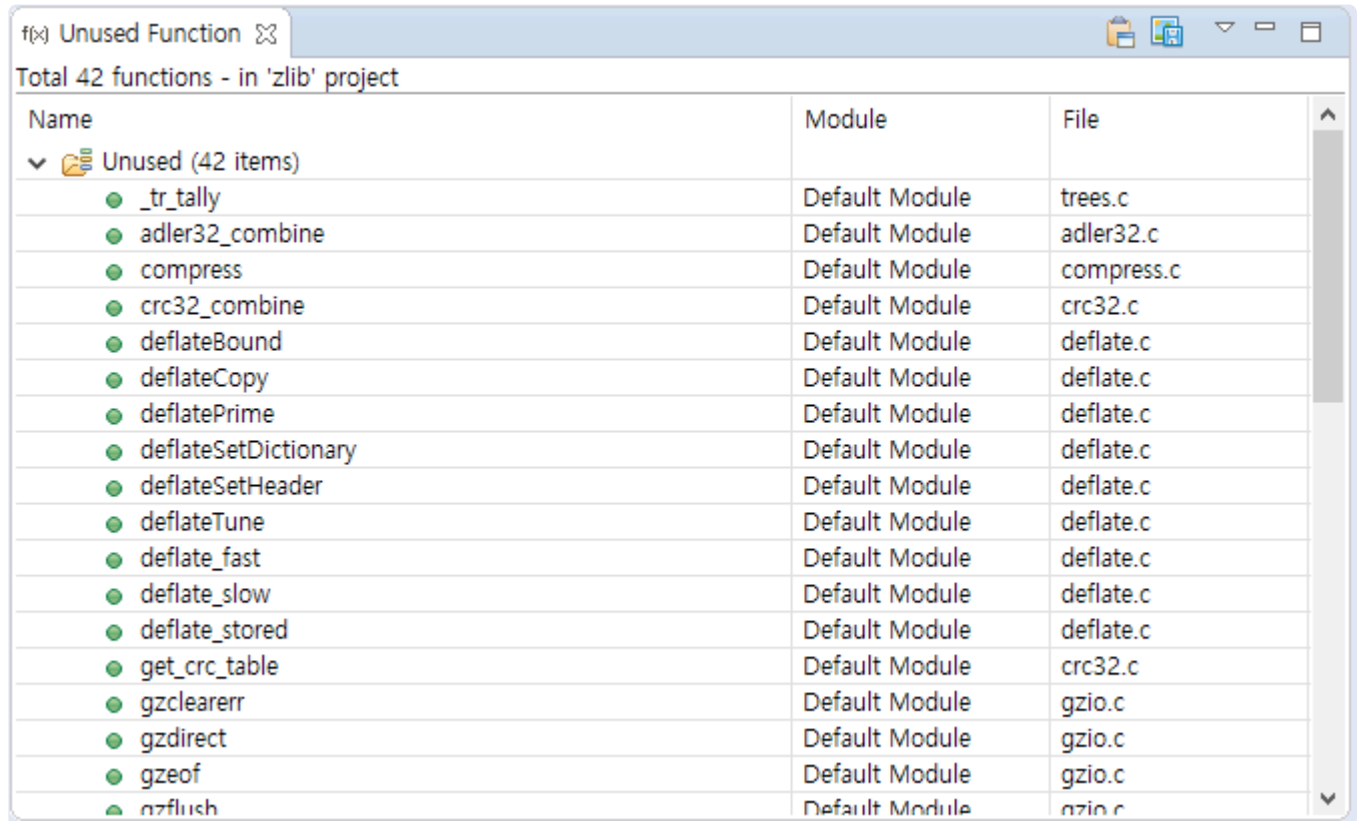 f(x) Unused Function
Total 42 functions - in 'zlib' project
Name Module File
Unused (42 items)
_tr_tally Default Module trees.c
adler32_combine Default Module adler32.c
compress Default Module compress.c
crc32_combine Default Module crc32.c
deflateBound Default Module deflate.c
deflateCopy Default Module deflate.c
deflatePrime Default Module deflate.c
deflateSetDictionary Default Module deflate.c
deflateSetHeader Default Module deflate.c
deflateTune Default Module deflate.c
deflate_fast Default Module deflate.c
deflate_slow Default Module deflate.c
deflate_stored Default Module deflate.c
get_crc_table Default Module crc32.c
gzclearerr Default Module gzio.c
gzdirect Default Module gzio.c
gzeof Default Module gzio.c
gzflush Default Module gzio.c